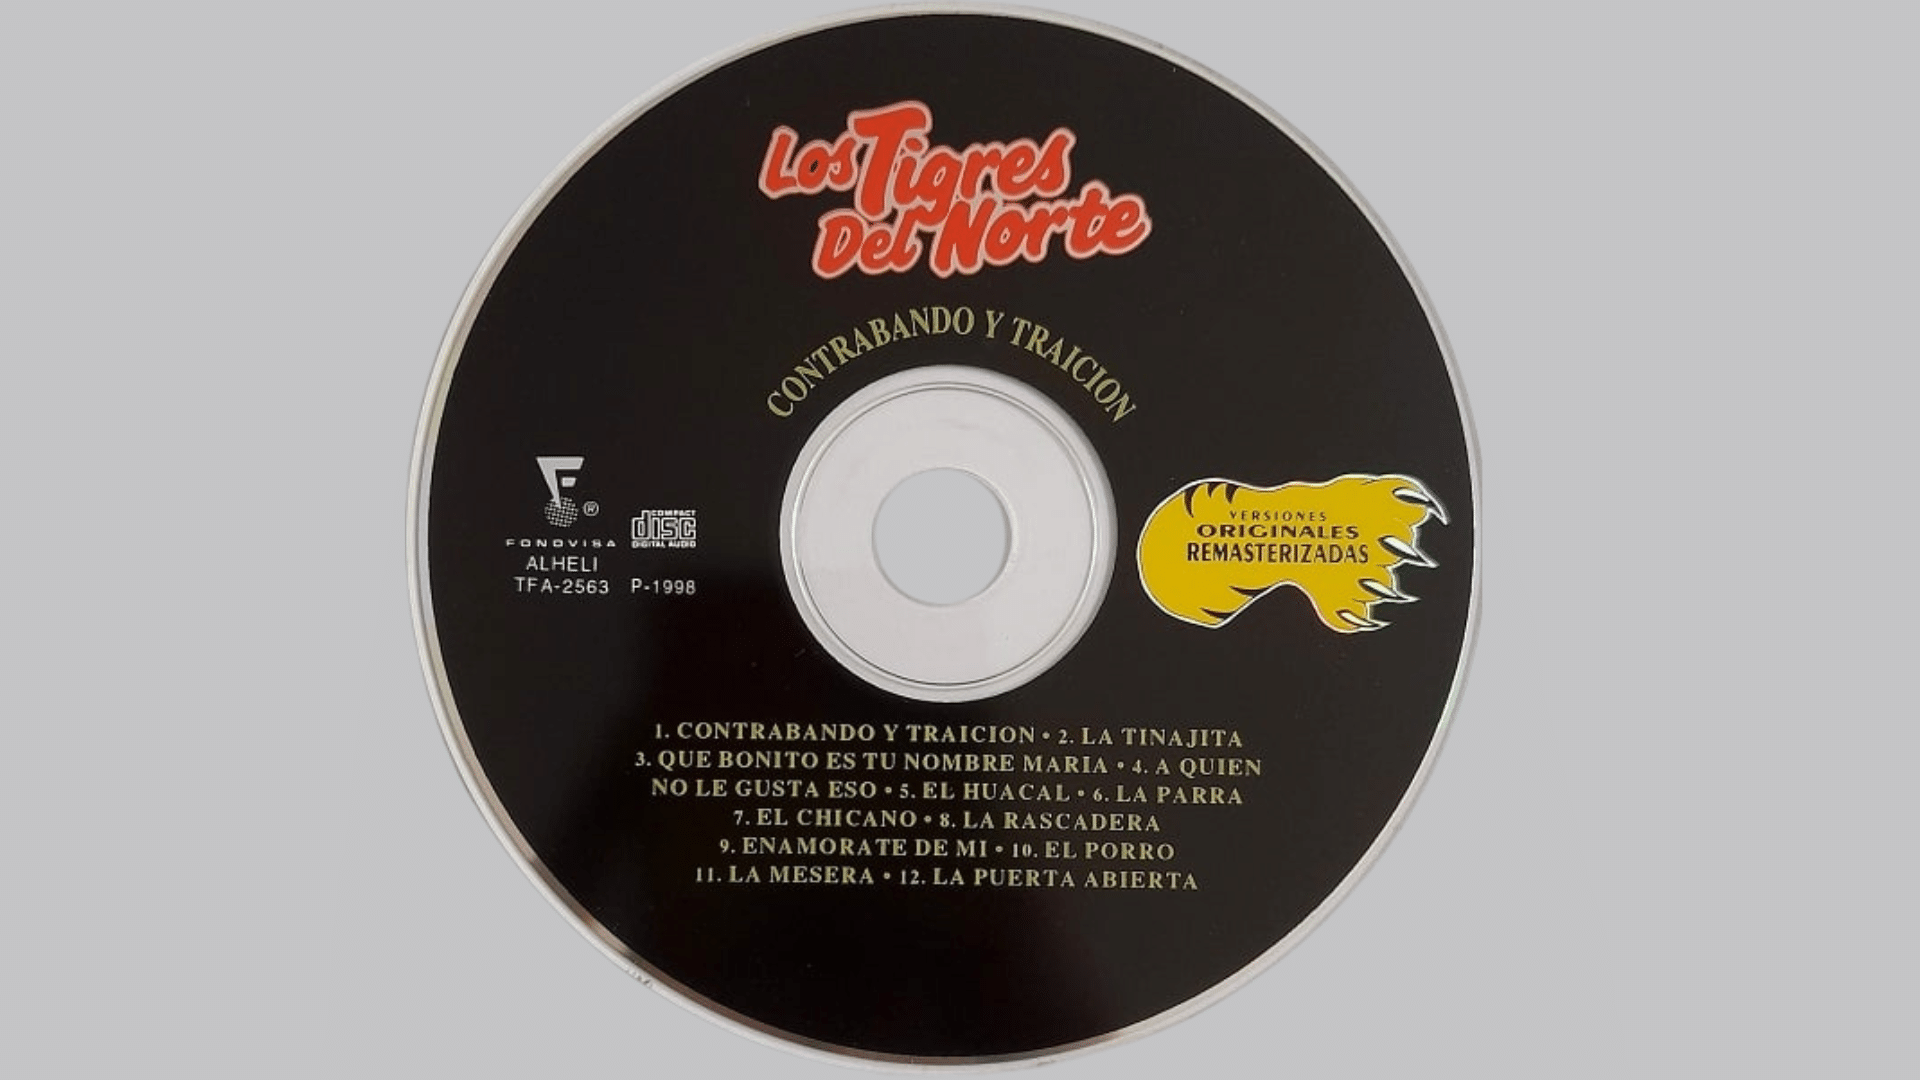 Los Tigres
Del Norte
CONTRABANDO Y TRAICION
F ®
FONOVISA
COMPACT
disc
DIGITAL AUDIO
ALHELI
TFA-2563 P-1998
VERSIONES
ORIGINALES
REMASTERIZADAS
1. CONTRABANDO Y TRAICION • 2. LA TINAJITA
3. QUE BONITO ES TU NOMBRE MARIA • 4. A QUIEN
NO LE GUSTA ESO • 5. EL HUACAL • 6. LA PARRA
7. EL CHICANO • 8. LA RASCADERA
9. ENAMORATE DE MI • 10. EL PORRO
11. LA MESERA • 12. LA PUERTA ABIERTA